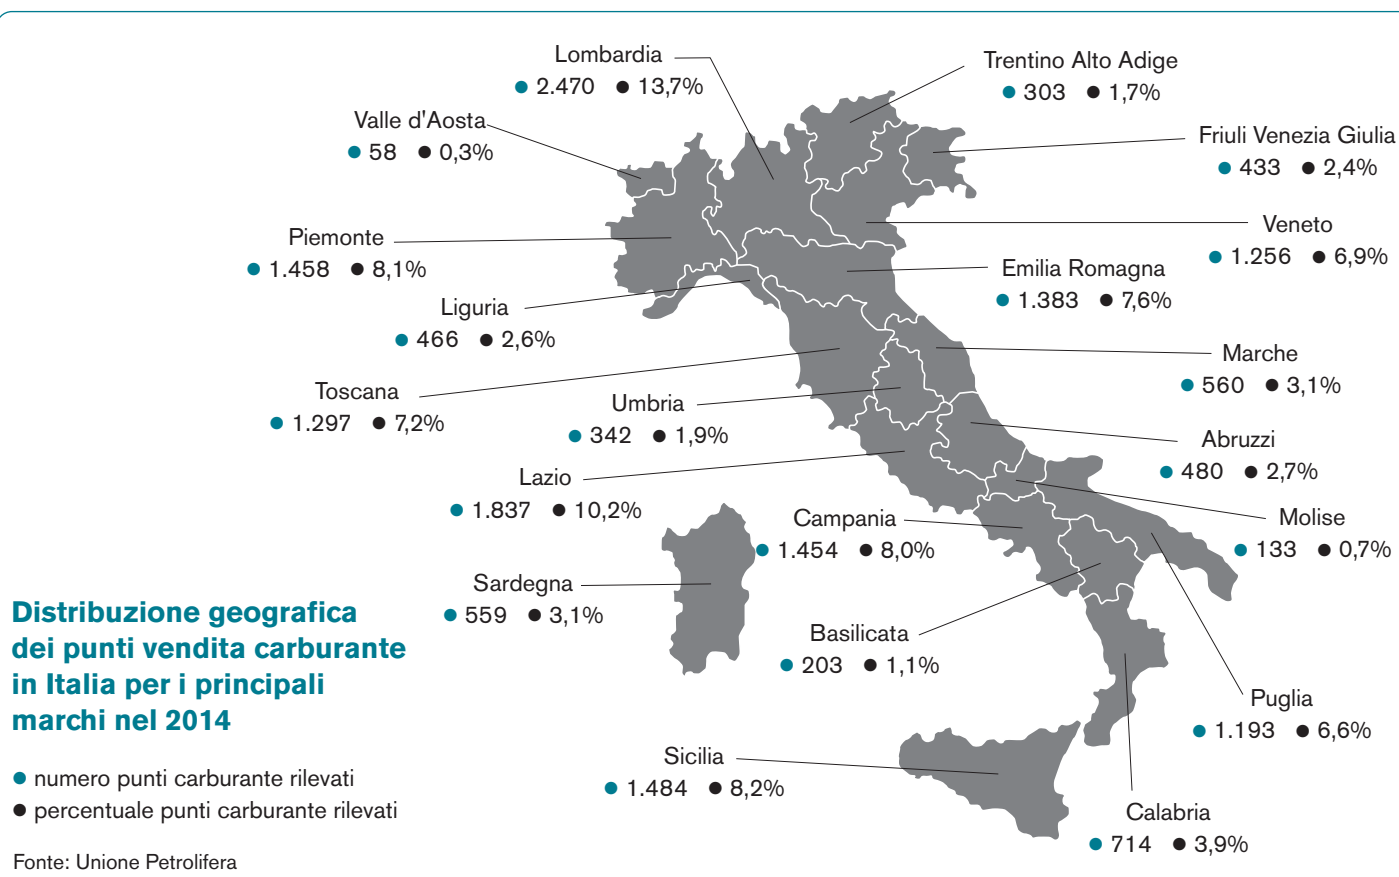 Lombardia
2.470 13,7%
Trentino Alto Adige
303 1,7%
Valle d'Aosta
58 0,3%
Friuli Venezia Giulia
433 2,4%
Piemonte
1.458 8,1%
Veneto
1.256 6,9%
Emilia Romagna
1.383 7,6%
Liguria
466 2,6%
Marche
560 3,1%
Toscana
1.297 7,2%
Umbria
342 1,9%
Abruzzi
480 2,7%
Lazio
1.837 10,2%
Campania
1.454 8,0%
Molise
133 0,7%
Sardegna
559 3,1%
Distribuzione geografica
dei punti vendita carburante
in Italia per i principali
marchi nel 2014
Basilicata
203 1,1%
Puglia
1.193 6,6%
Sicilia
1.484 8,2%
Calabria
714 3,9%
numero punti carburante rilevati
percentuale punti carburante rilevati
Fonte: Unione Petrolifera